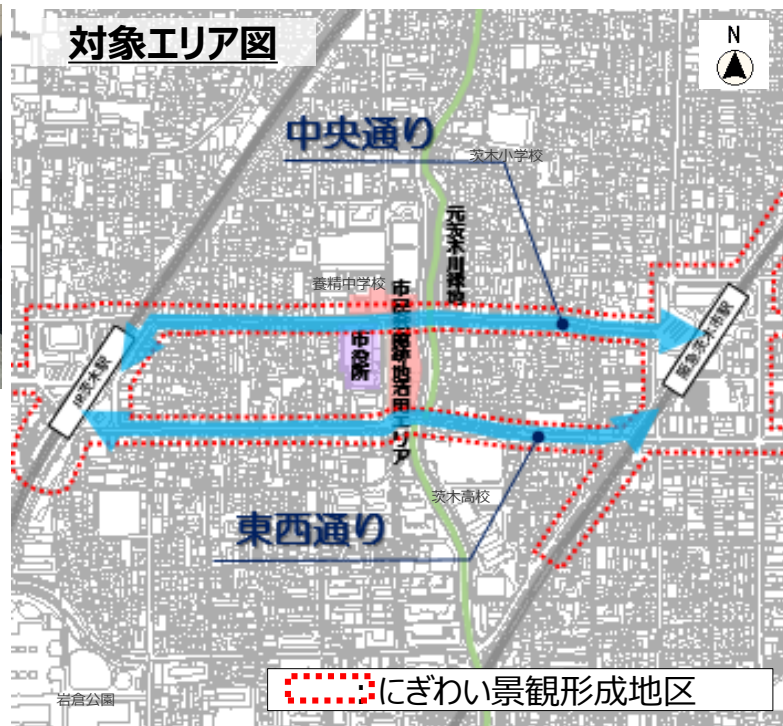 対象エリア図
N
中央通り
茨木小学校
元茨木川緑地
養精中学校
市民会館跡地活用エリア
市役所
JR茨木駅
阪急茨木市駅
茨木高校
東西通り
岩倉公園
:にぎわい景観形成地区